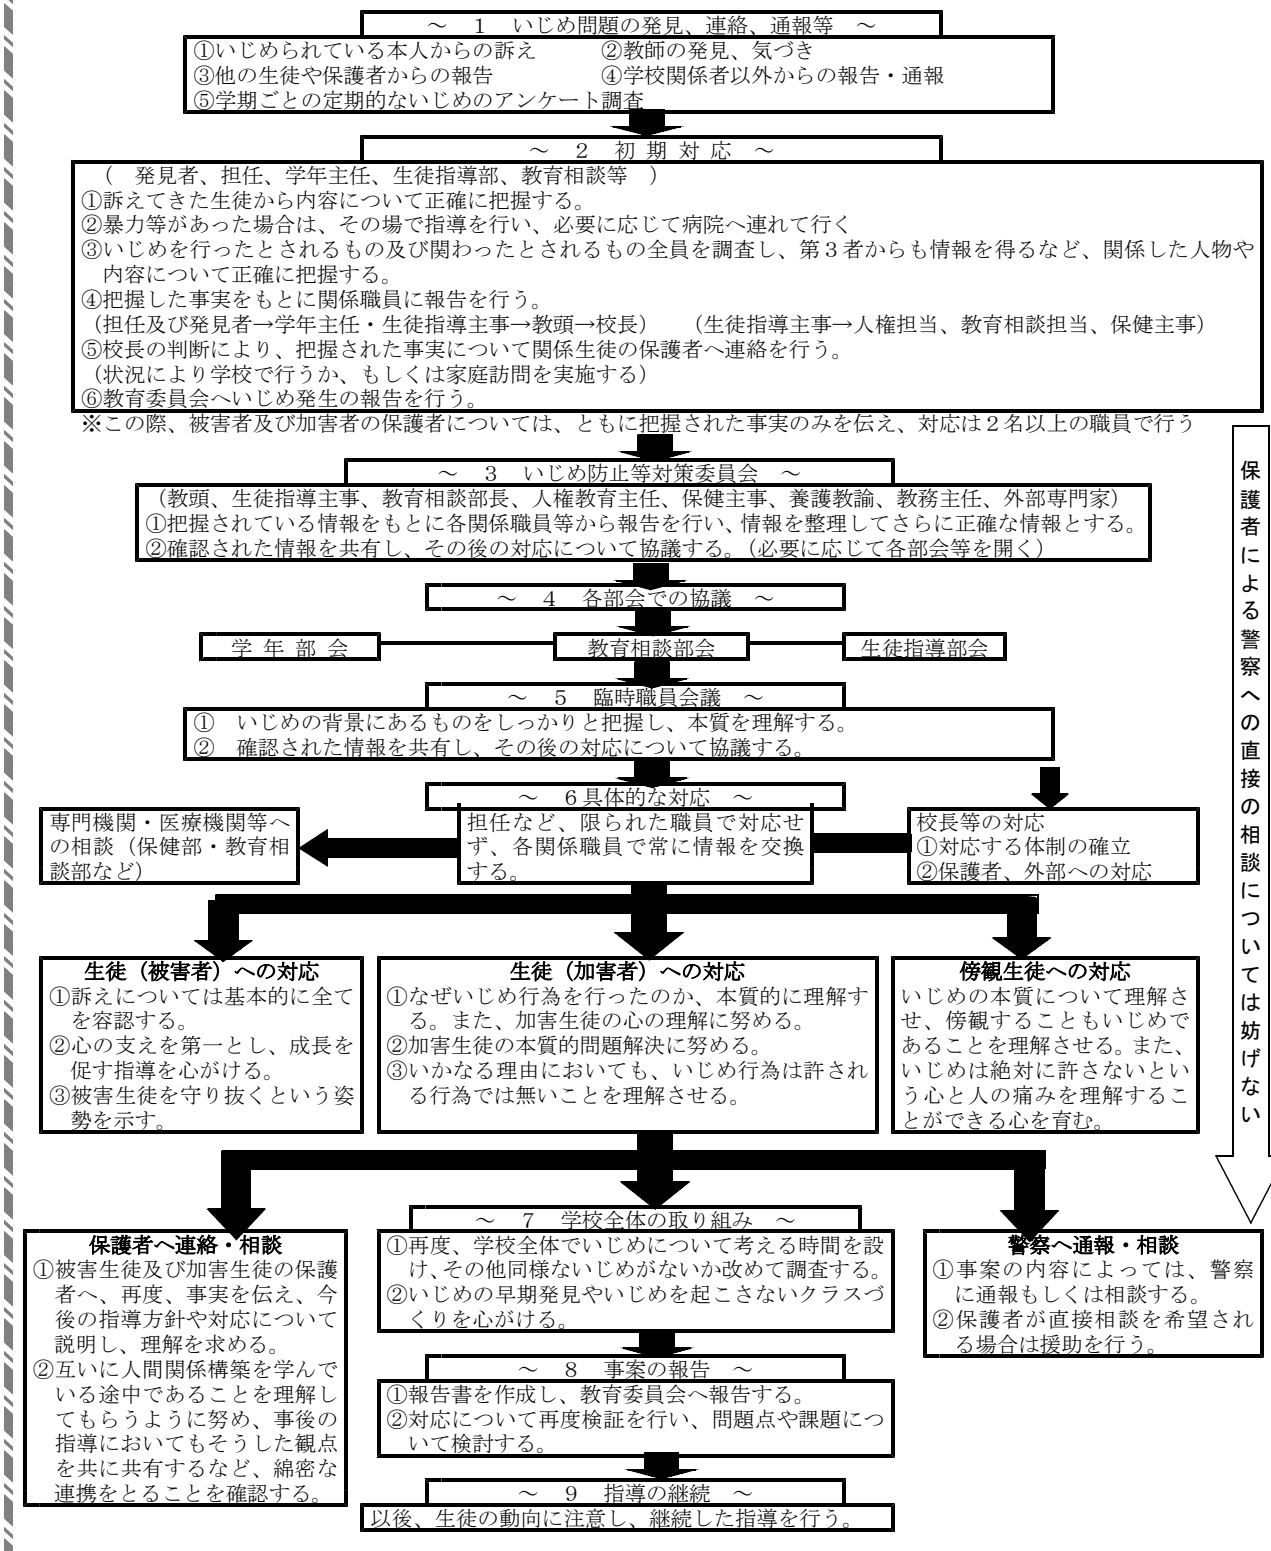 ～　１　いじめ問題の発見、連絡、通報等　～
①いじめられている本人からの訴え　　　②教師の発見、気づき
③他の生徒や保護者からの報告　　　　　④学校関係者以外からの報告・通報
⑤学期ごとの定期的ないじめのアンケート調査
～　２　初 期 対 応　～
（　発見者、担任、学年主任、生徒指導部、教育相談等　）
①訴えてきた生徒から内容について正確に把握する。
②暴力等があった場合は、その場で指導を行い、必要に応じて病院へ連れて行く
③いじめを行ったとされるもの及び関わったとされるもの全員を調査し、第３者からも情報を得るなど、関係した人物や
内容について正確に把握する。
④把握した事実をもとに関係職員に報告を行う。
（担任及び発見者→学年主任・生徒指導主事→教頭→校長）　（生徒指導主事→人権担当、教育相談担当、保健主事）
⑤校長の判断により、把握された事実について関係生徒の保護者へ連絡を行う。
（状況により学校で行うか、もしくは家庭訪問を実施する）
⑥教育委員会へいじめ発生の報告を行う。
※この際、被害者及び加害者の保護者については、ともに把握された事実のみを伝え、対応は２名以上の職員で行う
～　３　いじめ防止等対策委員会　～
（教頭、生徒指導主事、教育相談部長、人権教育主任、保健主事、養護教諭、教務主任、外部専門家）
①把握されている情報をもとに各関係職員等から報告を行い、情報を整理してさらに正確な情報とする。
②確認された情報を共有し、その後の対応について協議する。（必要に応じて各部会等を開く）
～　４　各部会での協議　～
学 年 部 会
教育相談部会
生徒指導部会
～　５　臨時職員会議　～
①　いじめの背景にあるものをしっかりと把握し、本質を理解する。
②　確認された情報を共有し、その後の対応について協議する。
～　６具体的な対応　～
専門機関・医療機関等へ
の相談（保健部・教育相
談部など）
担任など、限られた職員で対応せ
ず、各関係職員で常に情報を交換
する。
校長等の対応
①対応する体制の確立
②保護者、外部への対応
生徒（被害者）への対応
①訴えについては基本的に全て
を容認する。
②心の支えを第一とし、成長を
促す指導を心がける。
③被害生徒を守り抜くという姿
勢を示す。
生徒（加害者）への対応
①なぜいじめ行為を行ったのか、本質的に理解す
る。また、加害生徒の心の理解に努める。
②加害生徒の本質的問題解決に努める。
③いかなる理由においても、いじめ行為は許され
る行為では無いことを理解させる。
傍観生徒への対応
いじめの本質について理解さ
せ、傍観することもいじめで
あることを理解させる。また、
いじめは絶対に許さないとい
う心と人の痛みを理解するこ
とができる心を育む。
保護者による警察への直接の相談については妨げない
保護者へ連絡・相談
①被害生徒及び加害生徒の保護
者へ、再度、事実を伝え、今
後の指導方針や対応について
説明し、理解を求める。
②互いに人間関係構築を学んで
いる途中であることを理解し
てもらうように努め、事後の
指導においてもそうした観点
を共に共有するなど、綿密な
連携をとることを確認する。
～　７　学校全体の取り組み　～
①再度、学校全体でいじめについて考える時間を設
け、その他同様ないじめがないか改めて調査する。
②いじめの早期発見やいじめを起こさないクラスづ
くりを心がける。
～　８　事案の報告　～
①報告書を作成し、教育委員会へ報告する。
②対応について再度検証を行い、問題点や課題につ
いて検討する。
～　９　指導の継続　～
以後、生徒の動向に注意し、継続した指導を行う。
警察へ通報・相談
①事案の内容によっては、警察
に通報もしくは相談する。
②保護者が直接相談を希望され
る場合は援助を行う。